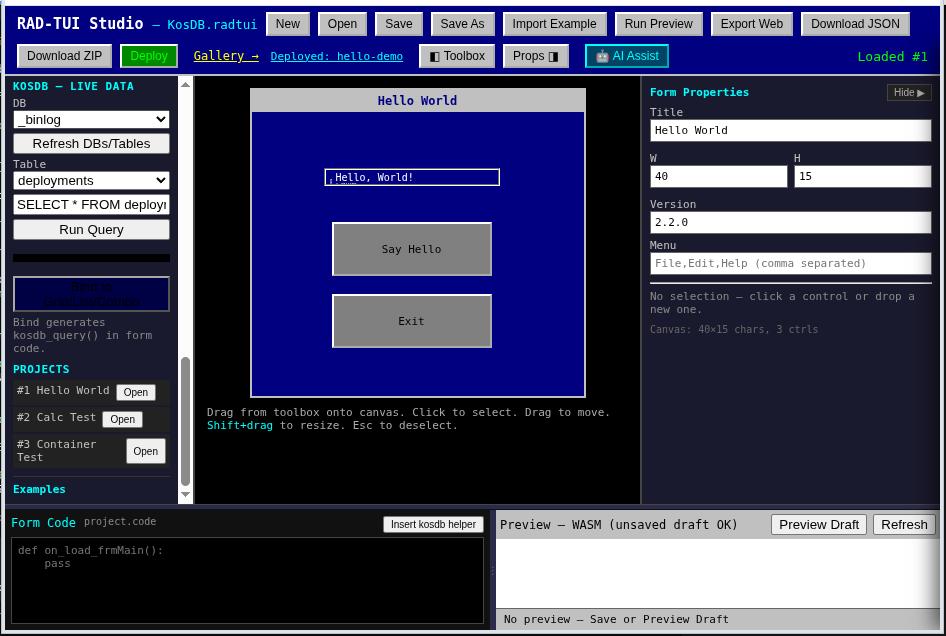 RAD-TUI Studio — KosDB.radtui New Open Save Save As Import Example Run Preview Export Web Download JSON
Download ZIP Deploy Gallery → Deployed: hello-demo ◧ Toolbox Props ◨ 🤖 AI Assist Loaded #1
KOSDB — LIVE DATA
DB
_binlog
Refresh DBs/Tables
Table
deployments
SELECT * FROM deploy
Run Query
Bind to
Grid/List/Combo
Bind generates
kosdb_query() in form
code.
PROJECTS
#1 Hello World Open
#2 Calc Test Open
#3 Container
Test Open
Examples
Hello World
Hello, World!
Say Hello
Exit
Drag from toolbox onto canvas. Click to select. Drag to move.
Shift+drag to resize. Esc to deselect.
Form Properties Hide ▶
Title
Hello World
W H
40 15
Version
2.2.0
Menu
File,Edit,Help (comma separated)
No selection — click a control or drop a
new one.
Canvas: 40×15 chars, 3 ctrls
Form Code project.code Insert kosdb helper
def on_load_frmMain():
    pass
Preview — WASM (unsaved draft OK) Preview Draft Refresh
No preview — Save or Preview Draft